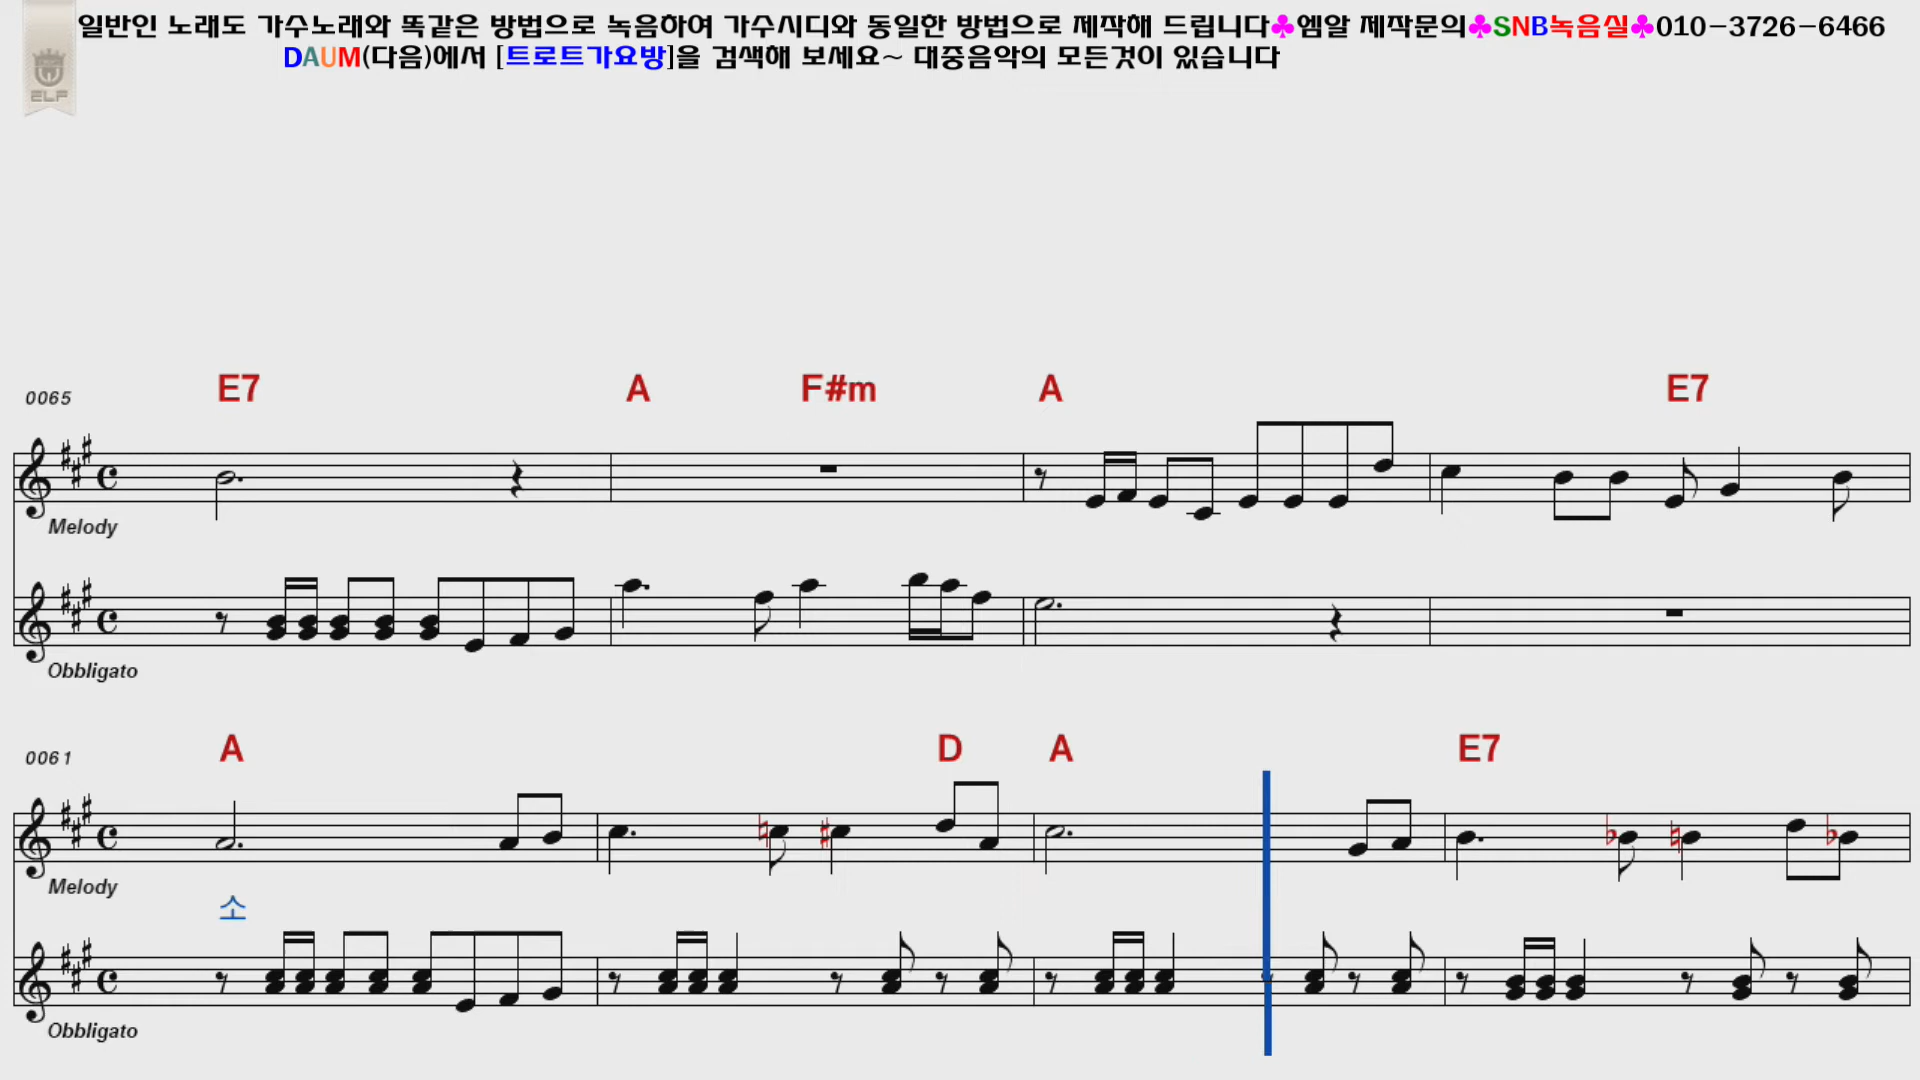 일반인 노래도 가수노래와 똑같은 방법으로 녹음하여 가수시디와 동일한 방법으로 제작해 드립니다♣엠알 제작문의♣SNB녹음실♣010-3726-6466
DAUM(다음)에서 [트로트가요방]을 검색해 보세요~ 대중음악의 모든것이 있습니다
ELF
0065 E7 A F#m A E7
Melody
Obbligato
0061 A D A E7
Melody
소
Obbligato